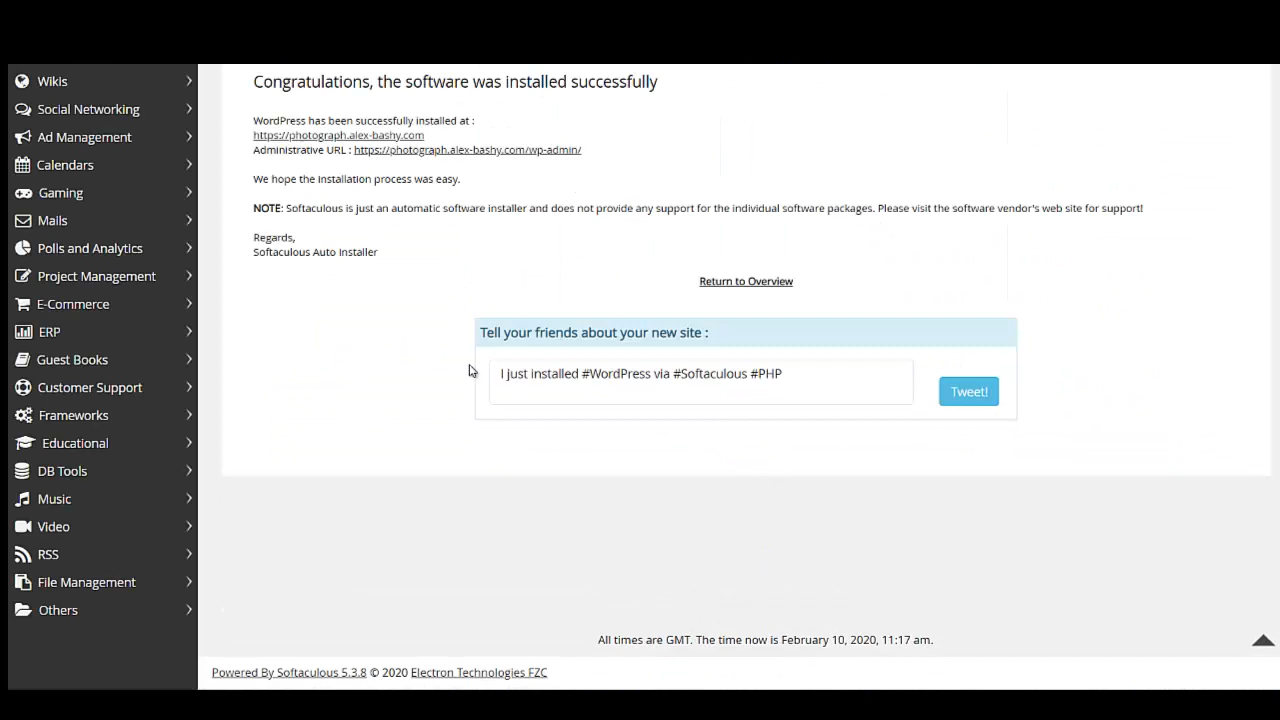 Wikis
Social Networking
Ad Management
Calendars
Gaming
Mails
Polls and Analytics
Project Management
E-Commerce
ERP
Guest Books
Customer Support
Frameworks
Educational
DB Tools
Music
Video
RSS
File Management
Others
Congratulations, the software was installed successfully
WordPress has been successfully installed at :
https://photograph.alex-bashy.com
Administrative URL : https://photograph.alex-bashy.com/wp-admin/
We hope the installation process was easy.
NOTE: Softaculous is just an automatic software installer and does not provide any support for the individual software packages. Please visit the software vendor's web site for support!
Regards,
Softaculous Auto Installer
Return to Overview
Tell your friends about your new site :
I just installed #WordPress via #Softaculous #PHP
Tweet!
All times are GMT. The time now is February 10, 2020, 11:17 am.
Powered By Softaculous 5.3.8 © 2020 Electron Technologies FZC